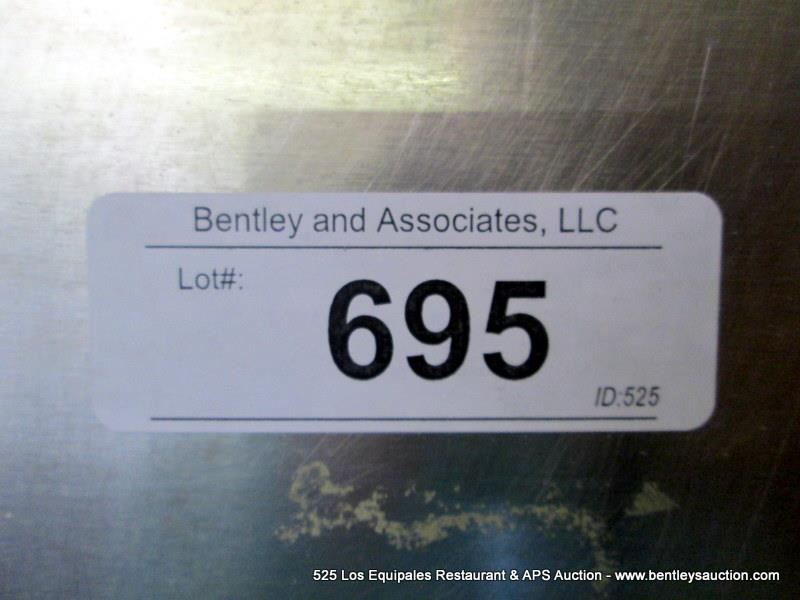 Bentley and Associates, LLC
Lot#:
695
ID:525
525 Los Equipales Restaurant & APS Auction - www.bentleysauction.com